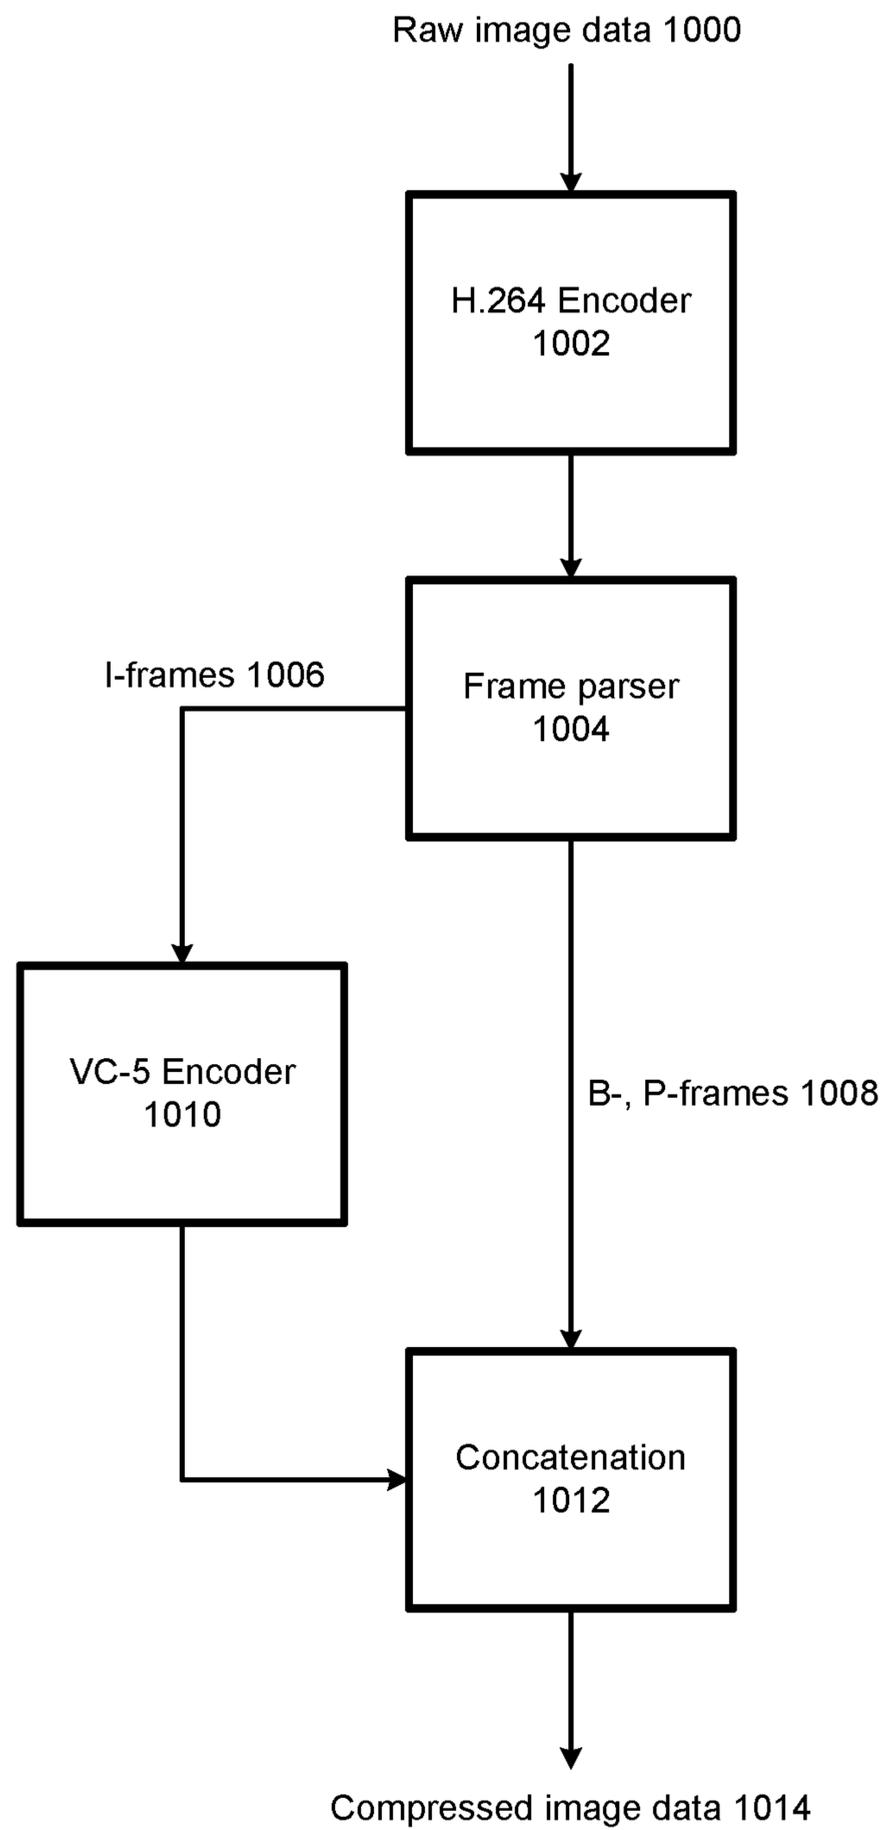 Raw image data 1000
H.264 Encoder
1002
I-frames 1006
Frame parser
1004
VC-5 Encoder
1010
B-, P-frames 1008
Concatenation
1012
Compressed image data 1014